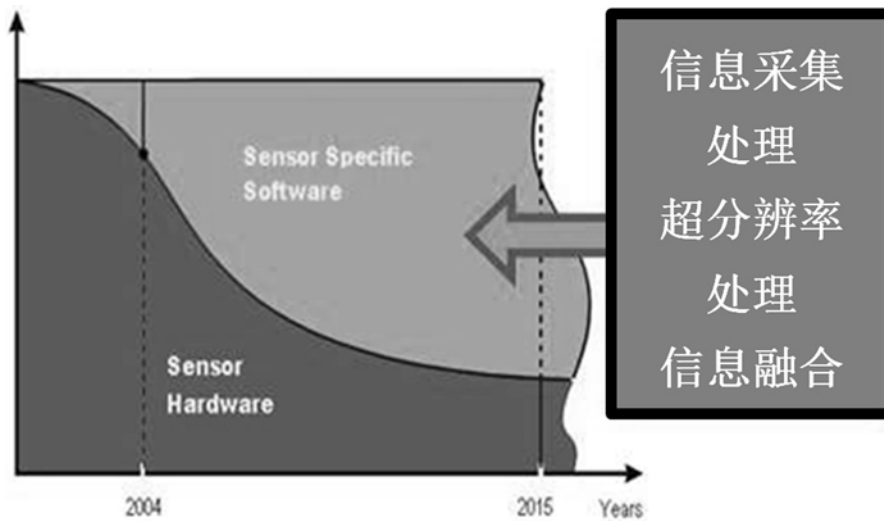 Sensor Specific
Software
Sensor
Hardware
2004
2015
Years
信息采集
处理
超分辨率
处理
信息融合